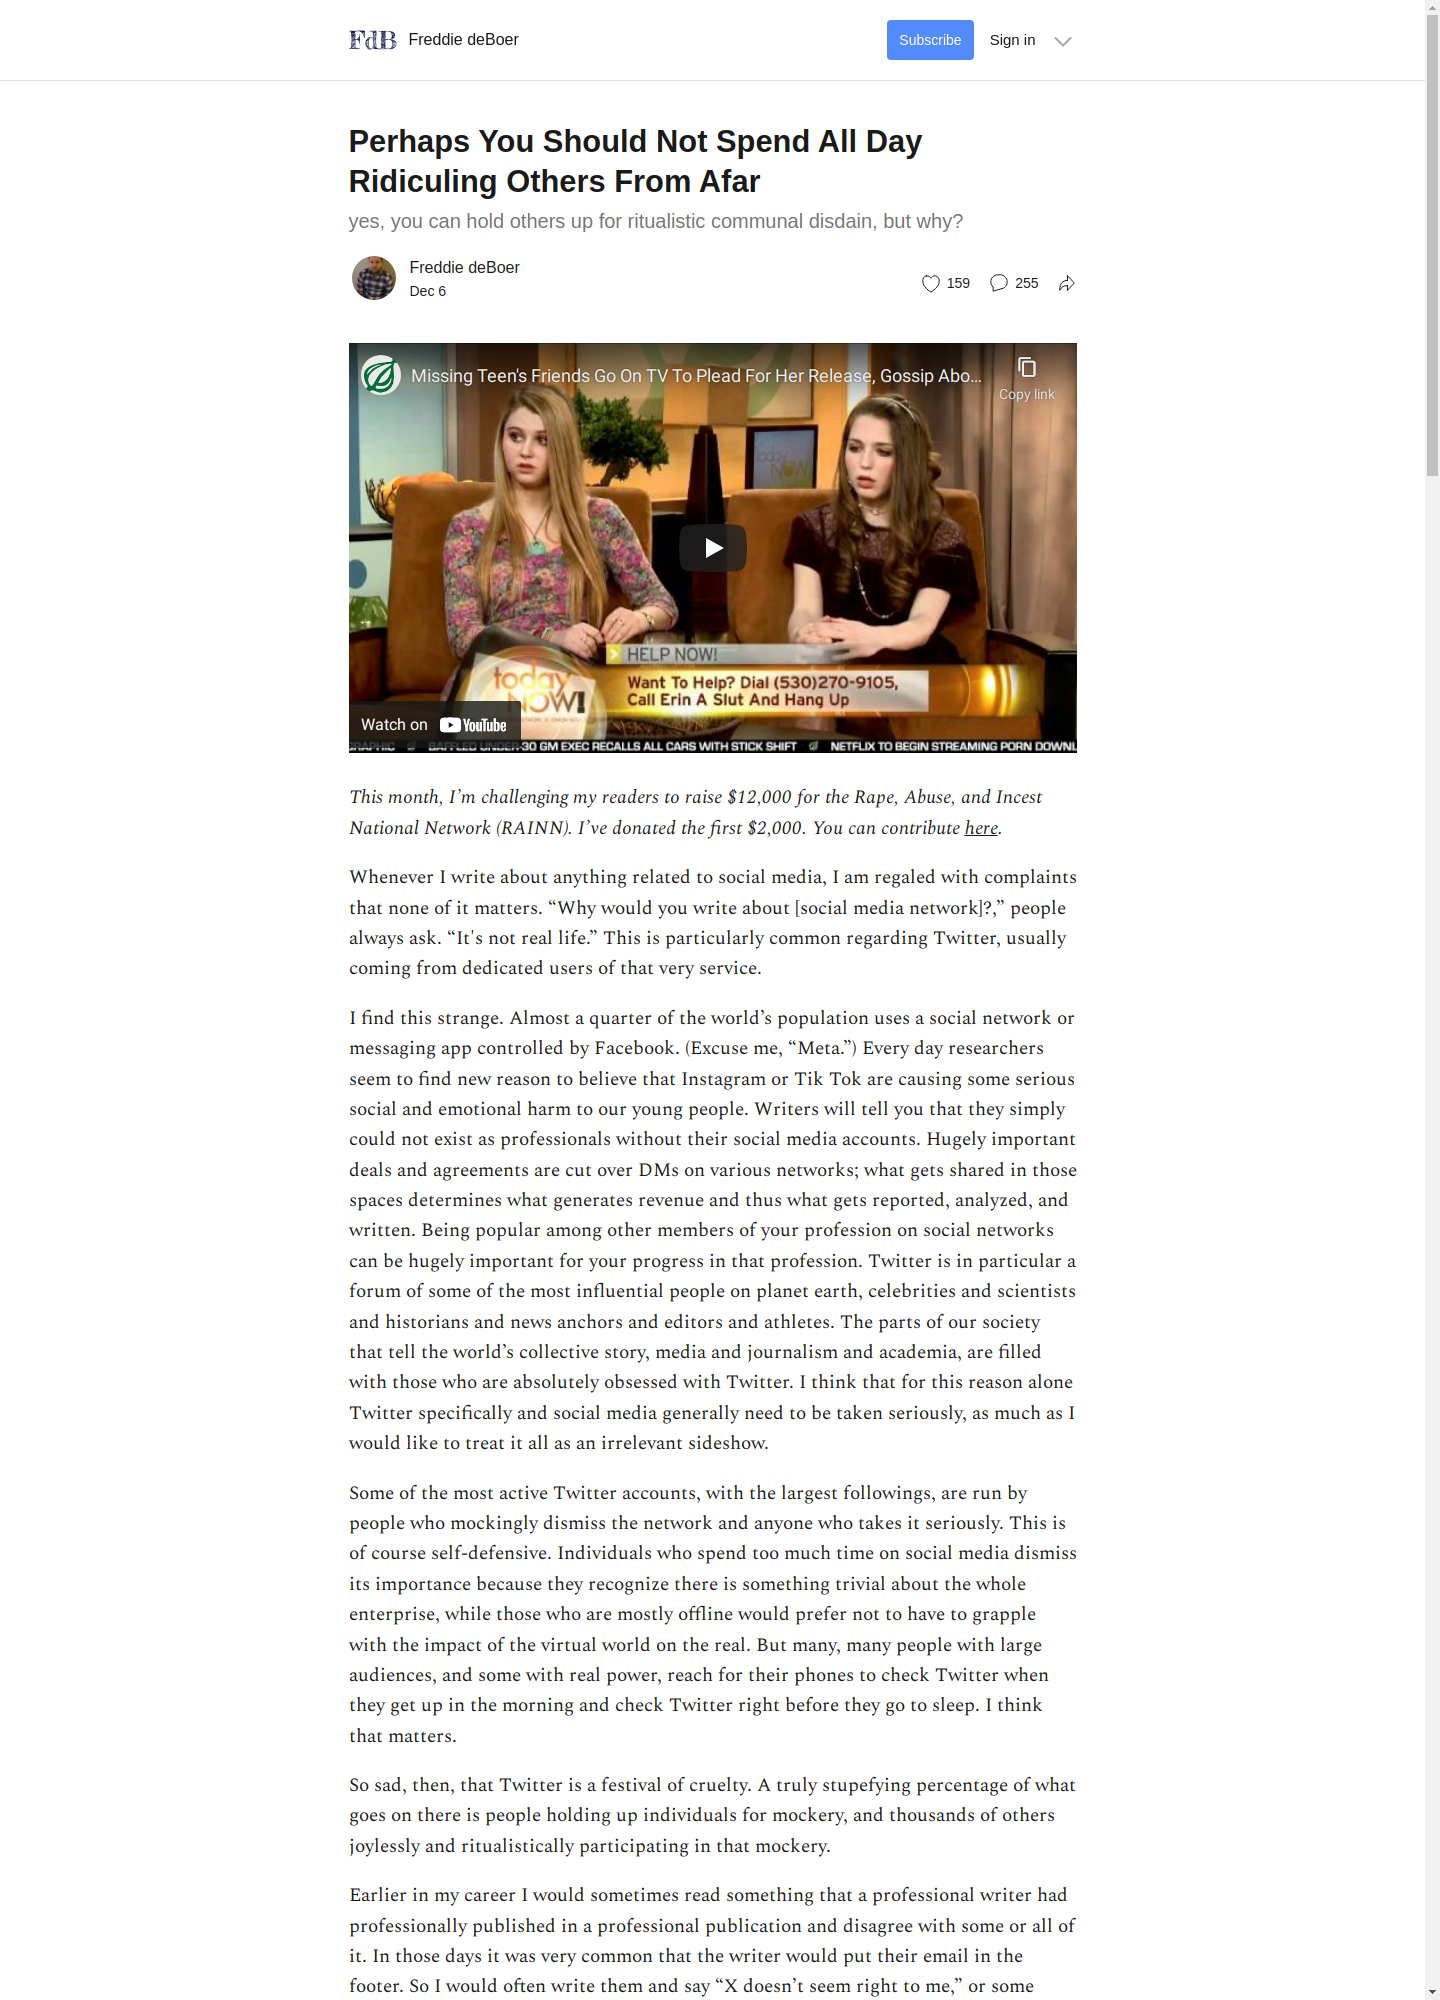 FdB Freddie deBoer Subscribe Sign in
Perhaps You Should Not Spend All Day
Ridiculing Others From Afar
yes, you can hold others up for ritualistic communal disdain, but why?
Freddie deBoer
Dec 6
159 255
Missing Teen's Friends Go On TV To Plead For Her Release, Gossip Abo...
Copy link
today
NOW!
HELP NOW!
Want To Help? Dial (530)270-9105,
Call Erin A Slut And Hang Up
today
NOW!
Watch on YouTube
BAFFLED UNDER-30 GM EXEC RECALLS ALL CARS WITH STICK SHIFT NETFLIX TO BEGIN STREAMING PORN DOWNL
This month, I’m challenging my readers to raise $12,000 for the Rape, Abuse, and Incest
National Network (RAINN). I’ve donated the first $2,000. You can contribute here.
Whenever I write about anything related to social media, I am regaled with complaints
that none of it matters. “Why would you write about [social media network]?,” people
always ask. “It's not real life.” This is particularly common regarding Twitter, usually
coming from dedicated users of that very service.
I find this strange. Almost a quarter of the world’s population uses a social network or
messaging app controlled by Facebook. (Excuse me, “Meta.”) Every day researchers
seem to find new reason to believe that Instagram or Tik Tok are causing some serious
social and emotional harm to our young people. Writers will tell you that they simply
could not exist as professionals without their social media accounts. Hugely important
deals and agreements are cut over DMs on various networks; what gets shared in those
spaces determines what generates revenue and thus what gets reported, analyzed, and
written. Being popular among other members of your profession on social networks
can be hugely important for your progress in that profession. Twitter is in particular a
forum of some of the most influential people on planet earth, celebrities and scientists
and historians and news anchors and editors and athletes. The parts of our society
that tell the world’s collective story, media and journalism and academia, are filled
with those who are absolutely obsessed with Twitter. I think that for this reason alone
Twitter specifically and social media generally need to be taken seriously, as much as I
would like to treat it all as an irrelevant sideshow.
Some of the most active Twitter accounts, with the largest followings, are run by
people who mockingly dismiss the network and anyone who takes it seriously. This is
of course self-defensive. Individuals who spend too much time on social media dismiss
its importance because they recognize there is something trivial about the whole
enterprise, while those who are mostly offline would prefer not to have to grapple
with the impact of the virtual world on the real. But many, many people with large
audiences, and some with real power, reach for their phones to check Twitter when
they get up in the morning and check Twitter right before they go to sleep. I think
that matters.
So sad, then, that Twitter is a festival of cruelty. A truly stupefying percentage of what
goes on there is people holding up individuals for mockery, and thousands of others
joylessly and ritualistically participating in that mockery.
Earlier in my career I would sometimes read something that a professional writer had
professionally published in a professional publication and disagree with some or all of
it. In those days it was very common that the writer would put their email in the
footer. So I would often write them and say “X doesn’t seem right to me,” or some